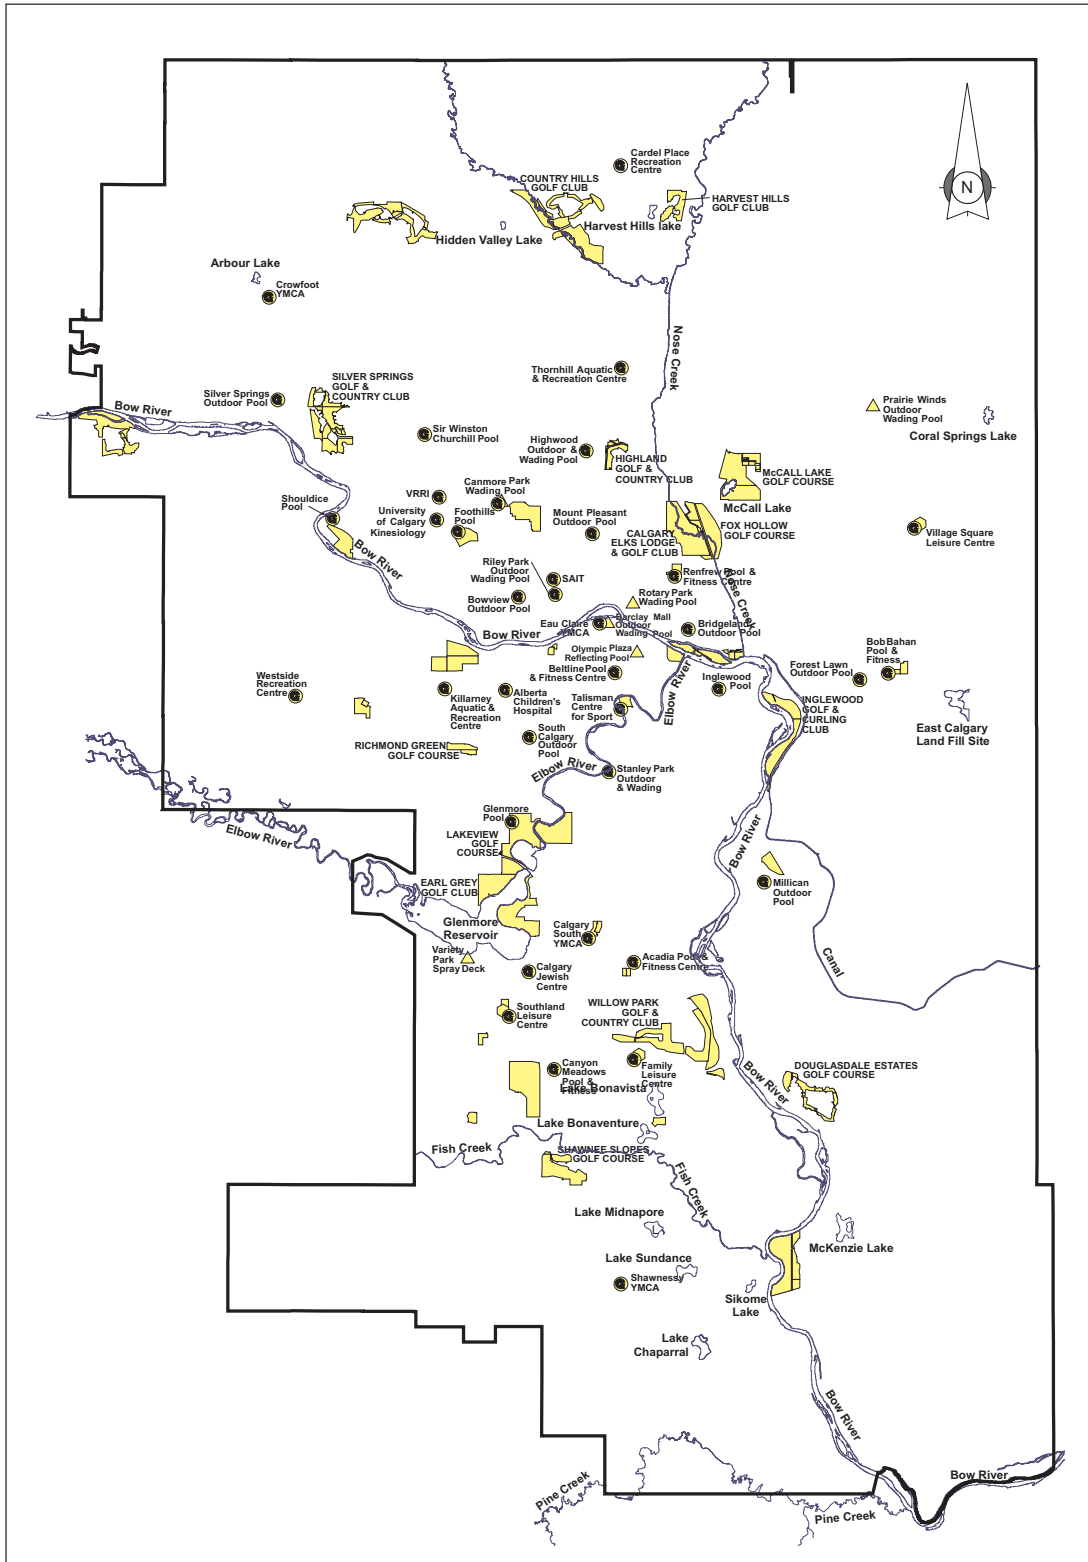 Cardel Place
Recreation
Centre
COUNTRY HILLS
GOLF CLUB
HARVEST HILLS
GOLF CLUB
Harvest Hills lake
Hidden Valley Lake
N
Arbour Lake
Crowfoot
YMCA
Nose Creek
Thornhill Aquatic
& Recreation Centre
SILVER SPRINGS
GOLF &
COUNTRY CLUB
Silver Springs
Outdoor Pool
Bow River
Prairie Winds
Outdoor
Wading Pool
Coral Springs Lake
Sir Winston
Churchill Pool
Highwood
Outdoor &
Wading Pool
HIGHLAND
GOLF &
COUNTRY CLUB
McCALL LAKE
GOLF COURSE
McCall Lake
Canmore Park
Wading Pool
VRRI
Shouldice
Pool
University
of Calgary
Kinesiology
Foothills
Pool
Mount Pleasant
Outdoor Pool
CALGARY
ELKS LODGE
& GOLF CLUB
FOX HOLLOW
GOLF COURSE
Village Square
Leisure Centre
Bow River
Riley Park
Outdoor
Wading Pool
SAIT
Renfrew Pool &
Fitness Centre
Nose Creek
Bowview
Outdoor Pool
Rotary Park
Wading Pool
Eau Claire
YMCA
Barclay Mall
Outdoor
Wading Pool
Bridgeland
Outdoor Pool
Bow River
Olympic Plaza
Reflecting Pool
Bob Bahan
Pool &
Fitness
Forest Lawn
Outdoor Pool
Beltline Pool
& Fitness Centre
Westside
Recreation
Centre
Killarney
Aquatic &
Recreation
Centre
Alberta
Children's
Hospital
Talisman
Centre
for Sport
Elbow River
Inglewood
Pool
INGLEWOOD
GOLF &
CURLING
CLUB
East Calgary
Land Fill Site
South
Calgary
Outdoor
Pool
RICHMOND GREEN
GOLF COURSE
Elbow River
Stanley Park
Outdoor
& Wading
Glenmore
Pool
Elbow River
LAKEVIEW
GOLF
COURSE
Bow River
EARL GREY
GOLF CLUB
Millican
Outdoor
Pool
Glenmore
Reservoir
Calgary
South
YMCA
Variety
Park
Spray Deck
Calgary
Jewish
Centre
Acadia Pool &
Fitness Centre
Canal
Southland
Leisure
Centre
WILLOW PARK
GOLF &
COUNTRY CLUB
Canyon
Meadows
Pool &
Fitness
Family
Leisure
Centre
Bow River
DOUGLASDALE ESTATES
GOLF COURSE
Lake Bonavista
Lake Bonaventure
Fish Creek
SHAWNEE SLOPES
GOLF COURSE
Fish Creek
Lake Midnapore
McKenzie Lake
Lake Sundance
Shawnessy
YMCA
Sikome
Lake
Lake
Chaparral
Bow River
Bow River
Pine Creek
Pine Creek